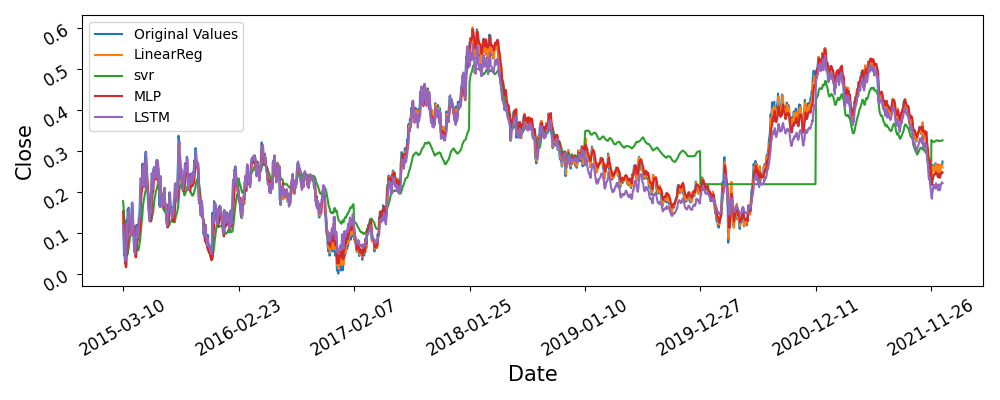 Original Values
LinearReg
svr
MLP
LSTM
Close
0.6
0.5
0.4
0.3
0.2
0.1
0.0
2015-03-10
2016-02-23
2017-02-07
2018-01-25
2019-01-10
2019-12-27
2020-12-11
2021-11-26
Date